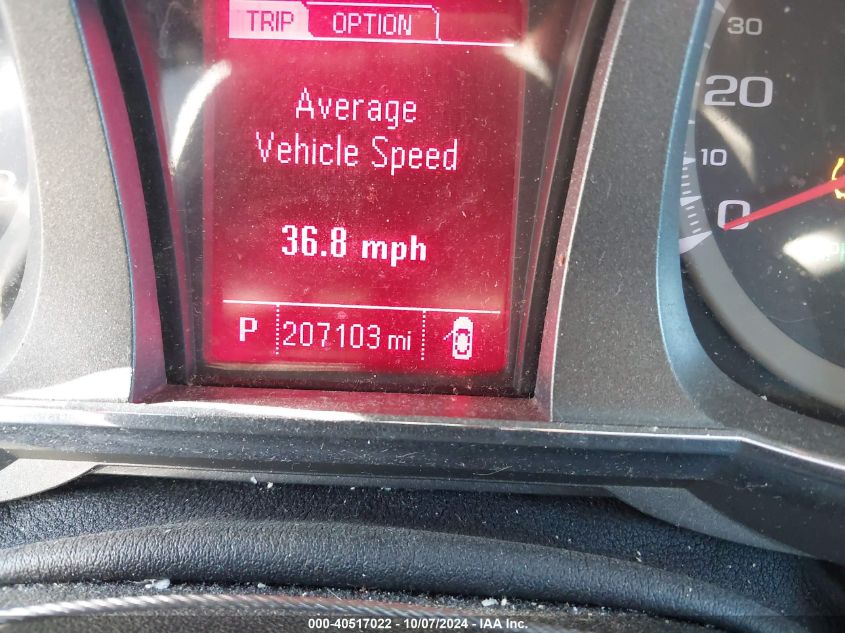 TRIP OPTION
Average
Vehicle Speed
36.8 mph
P 207103 mi
30
20
10
0
000-40517022 - 10/07/2024 - IAA Inc.